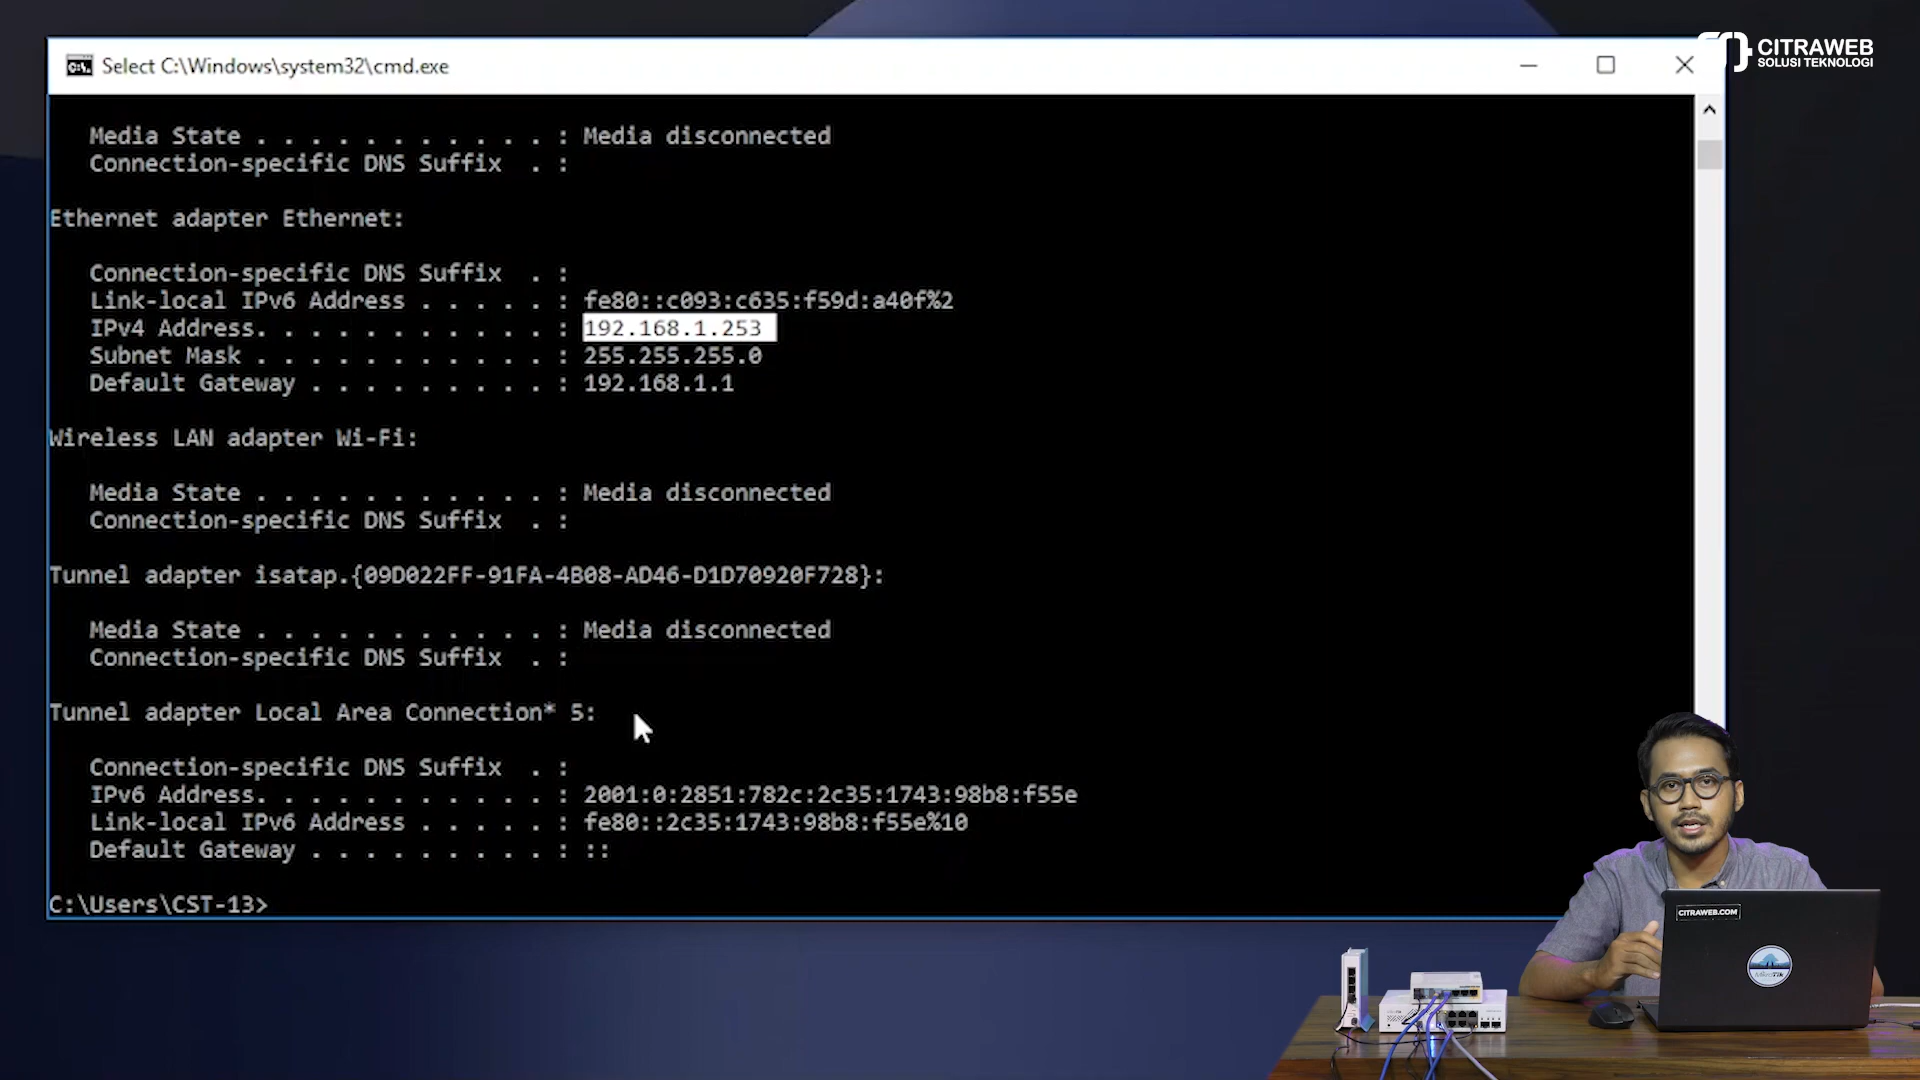 Select C:\Windows\system32\cmd.exe
CITRAWEB
SOLUSI TEKNOLOGI
Media State . . . . . . . . . . . : Media disconnected
Connection-specific DNS Suffix  . :
Ethernet adapter Ethernet:
Connection-specific DNS Suffix  . :
Link-local IPv6 Address . . . . . : fe80::c093:c635:f59d:a40f%2
IPv4 Address. . . . . . . . . . . : 192.168.1.253
Subnet Mask . . . . . . . . . . . : 255.255.255.0
Default Gateway . . . . . . . . . : 192.168.1.1
Wireless LAN adapter Wi-Fi:
Media State . . . . . . . . . . . : Media disconnected
Connection-specific DNS Suffix  . :
Tunnel adapter isatap.{09D022FF-91FA-4B08-AD46-D1D70920F728}:
Media State . . . . . . . . . . . : Media disconnected
Connection-specific DNS Suffix  . :
Tunnel adapter Local Area Connection* 5:
Connection-specific DNS Suffix  . :
IPv6 Address. . . . . . . . . . . : 2001:0:2851:782c:2c35:1743:98b8:f55e
Link-local IPv6 Address . . . . . : fe80::2c35:1743:98b8:f55e%10
Default Gateway . . . . . . . . . : ::
C:\Users\CST-13>
CITRAWEB.COM
MikroTik